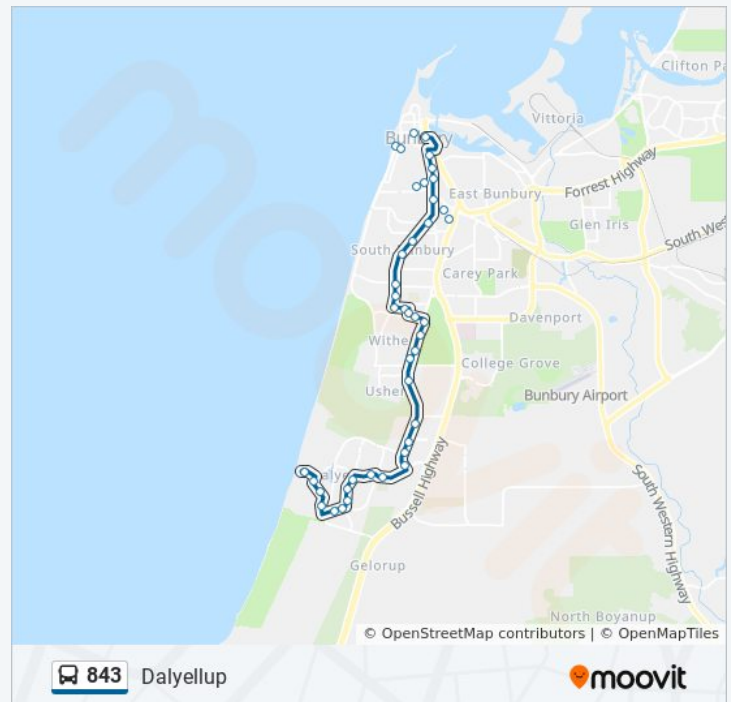 Clifton Pa
Vittoria
Bunbury
East Bunbury
Forrest Highway
Glen Iris
South West
South Bunbury
Carey Park
Davenport
Withe
College Grove
Usher
Bunbury Airport
Bussell Highway
South Western Highway
Gelorup
North Boyanup
© OpenStreetMap contributors | © OpenMapTiles
843 Dalyellup
moovit